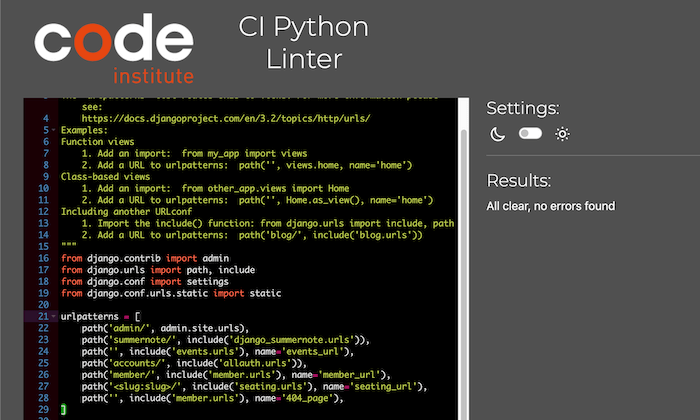 code
institute
CI Python
Linter
Settings:
Results:
All clear, no errors found
see:
4 https://docs.djangoproject.com/en/3.2/topics/http/urls/
5 Examples:
6 Function views
7 1. Add an import:  from my_app import views
8 2. Add a URL to urlpatterns:  path('', views.home, name='home')
9 Class-based views
10 1. Add an import:  from other_app.views import Home
11 2. Add a URL to urlpatterns:  path('', Home.as_view(), name='home')
12 Including another URLconf
13 1. Import the include() function: from django.urls import include, path
14 2. Add a URL to urlpatterns:  path('blog/', include('blog.urls'))
15 """
16 from django.contrib import admin
17 from django.urls import path, include
18 from django.conf import settings
19 from django.conf.urls.static import static
20
21 urlpatterns = [
22 path('admin/', admin.site.urls),
23 path('summernote/', include('django_summernote.urls')),
24 path('', include('events.urls'), name='events_url'),
25 path('accounts/', include('allauth.urls')),
26 path('member/', include('member.urls'), name='member_url'),
27 path('<slug:slug>/', include('seating.urls'), name='seating_url'),
28 path('', include('member.urls'), name='404_page'),
29 ]